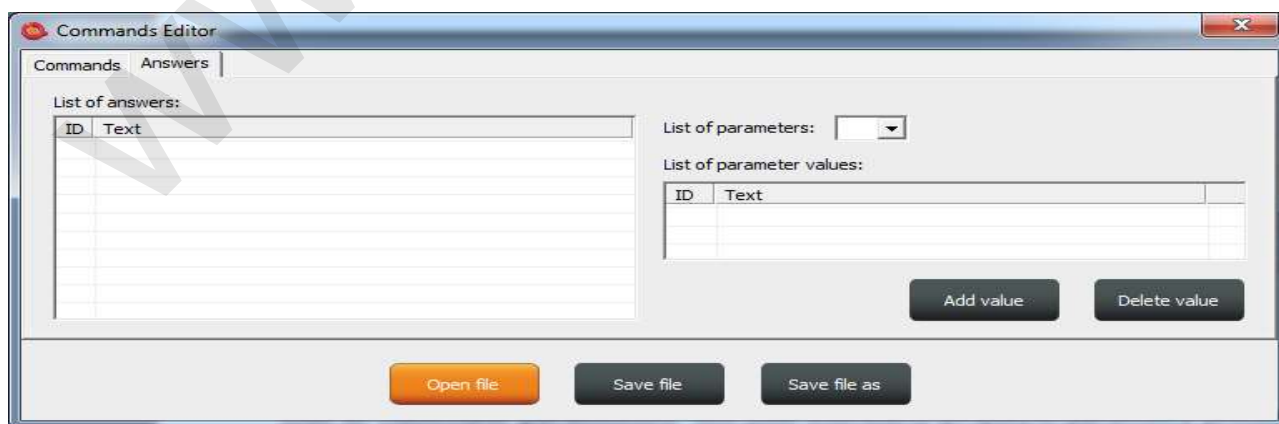 Commands Editor
Commands Answers
List of answers:
ID Text
List of parameters:
List of parameter values:
ID Text
Add value Delete value
Open file Save file Save file as